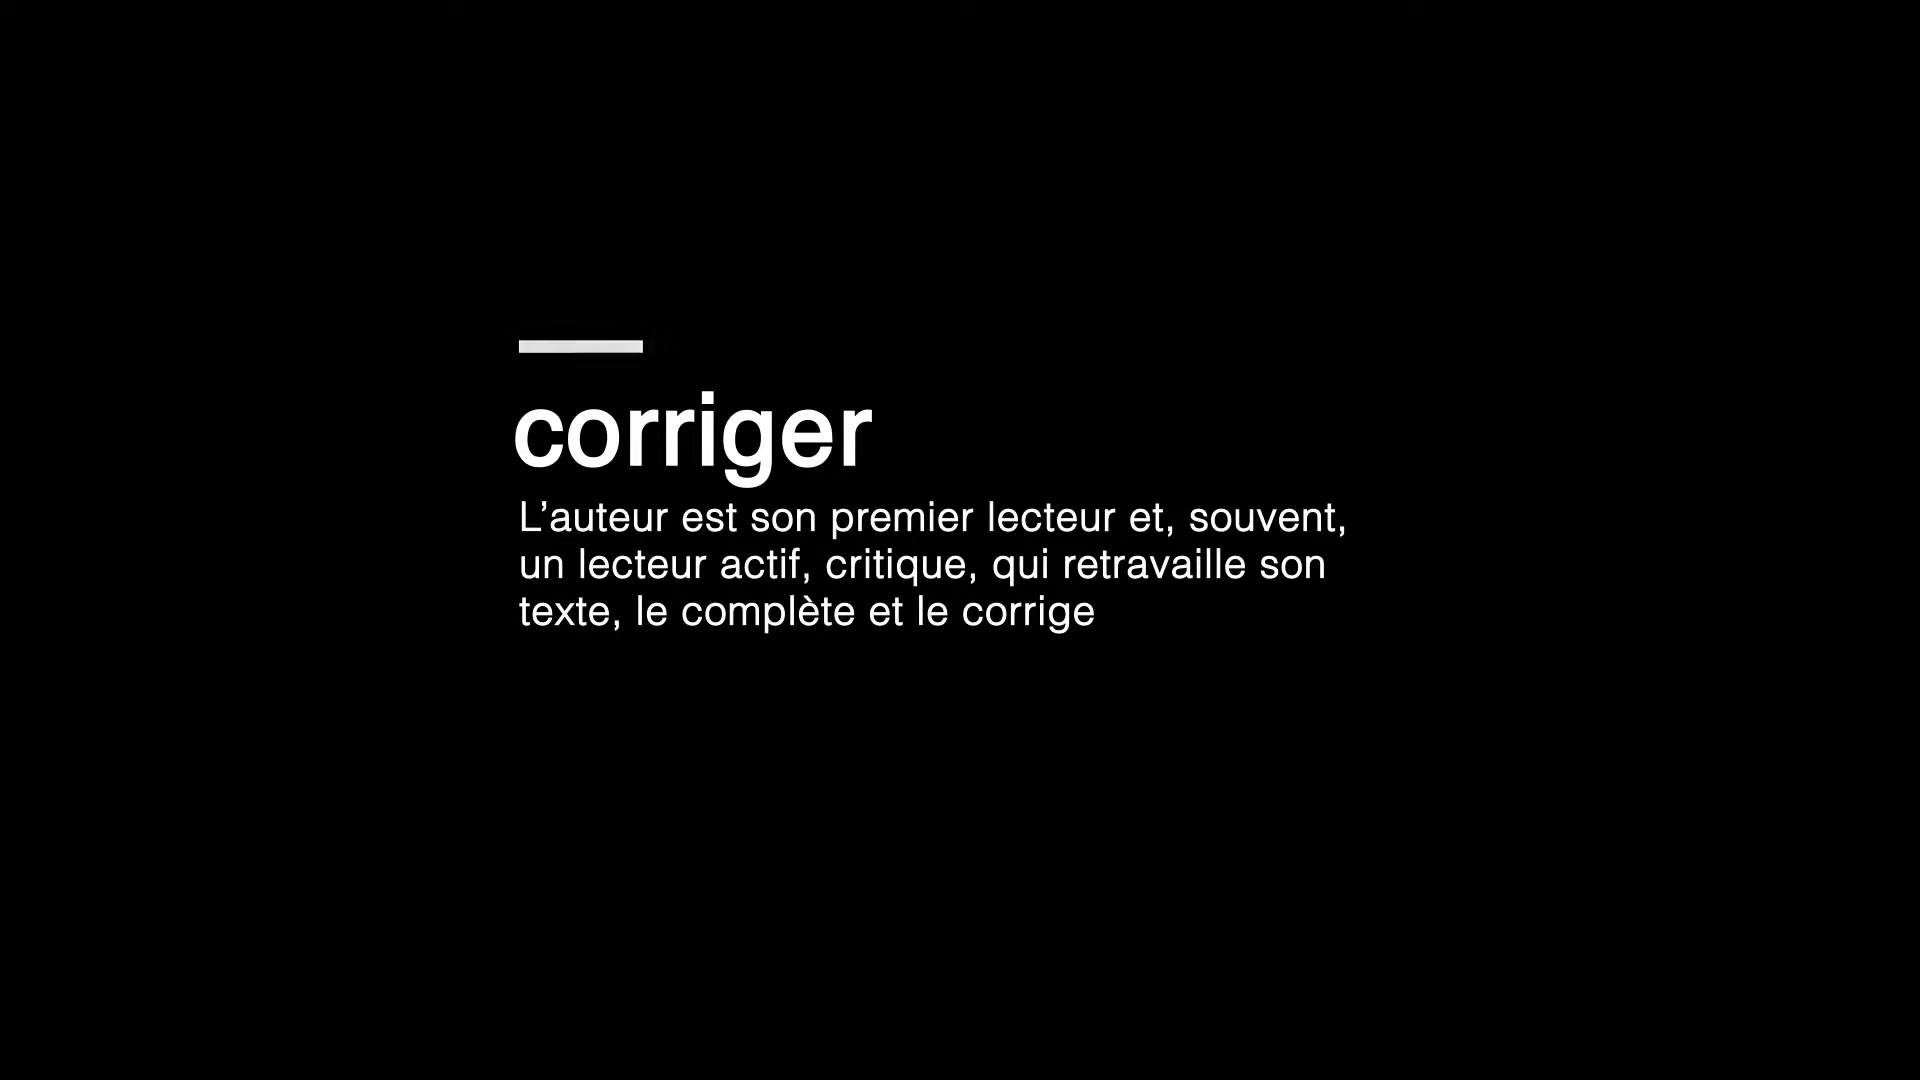 corriger
L’auteur est son premier lecteur et, souvent,
un lecteur actif, critique, qui retravaille son
texte, le complète et le corrige